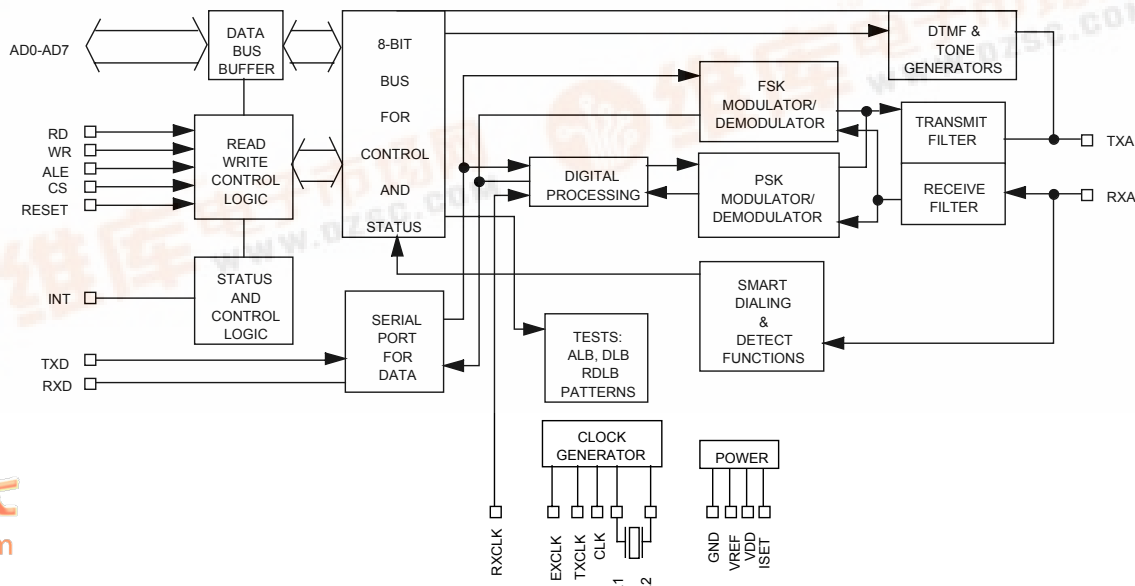 AD0-AD7
DATA
BUS
BUFFER
8-BIT
BUS
FOR
CONTROL
AND
STATUS
DTMF &
TONE
GENERATORS
FSK
MODULATOR/
DEMODULATOR
TRANSMIT
FILTER
TXA
RD
WR
ALE
CS
RESET
READ
WRITE
CONTROL
LOGIC
DIGITAL
PROCESSING
PSK
MODULATOR/
DEMODULATOR
RECEIVE
FILTER
RXA
INT
STATUS
AND
CONTROL
LOGIC
SERIAL
PORT
FOR
DATA
TXD
RXD
TESTS:
ALB, DLB
RDLB
PATTERNS
SMART
DIALING
&
DETECT
FUNCTIONS
CLOCK
GENERATOR
POWER
RXCLK
EXCLK
TXCLK
CLK
GND
VREF
VDD
ISET
WWW.DZSC.COM